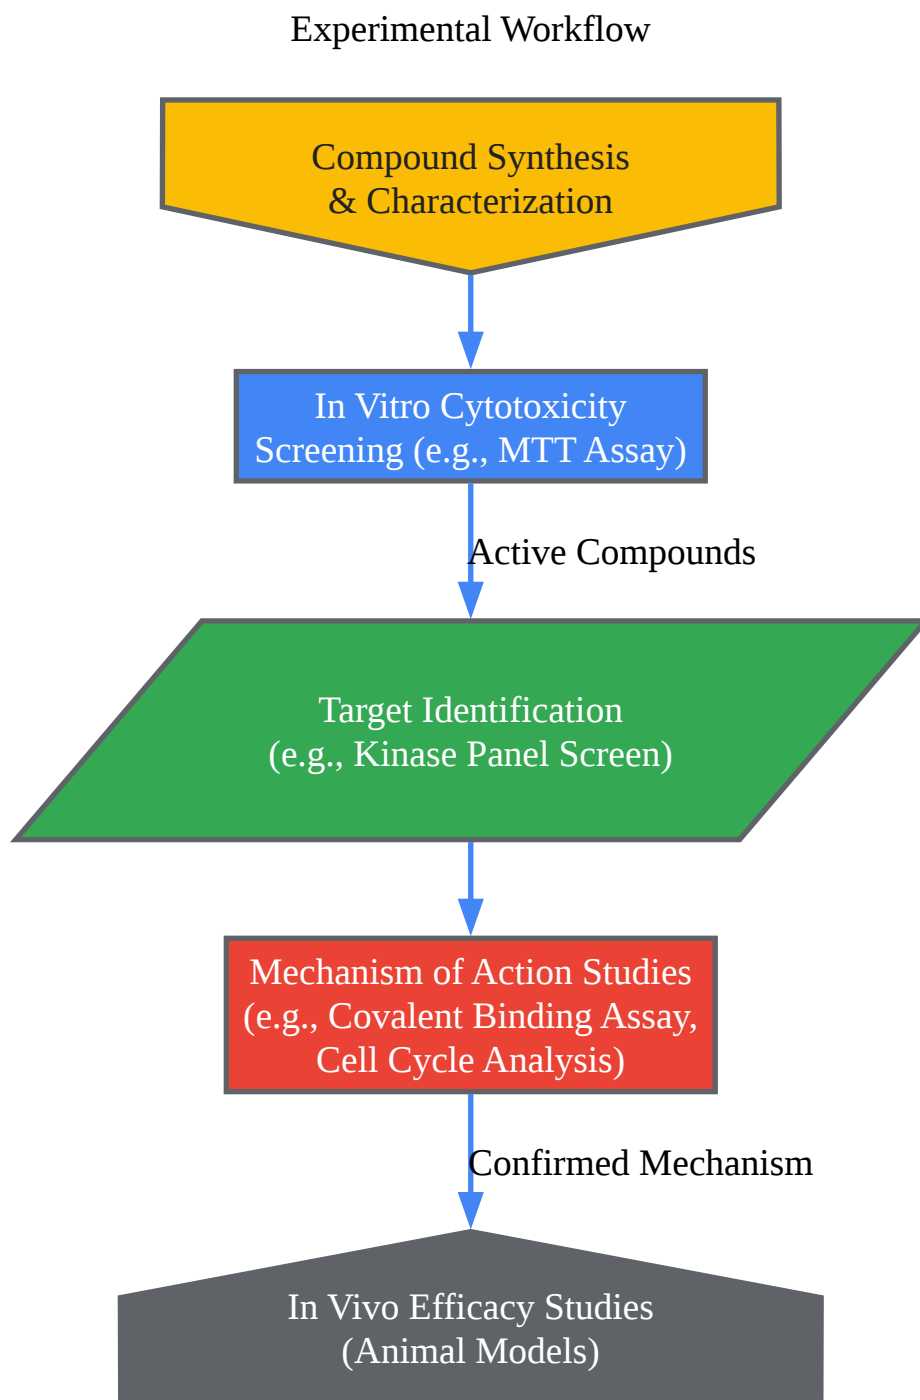 Experimental Workflow
Compound Synthesis
& Characterization
In Vitro Cytotoxicity
Screening (e.g., MTT Assay)
Active Compounds
Target Identification
(e.g., Kinase Panel Screen)
Mechanism of Action Studies
(e.g., Covalent Binding Assay,
Cell Cycle Analysis)
Confirmed Mechanism
In Vivo Efficacy Studies
(Animal Models)